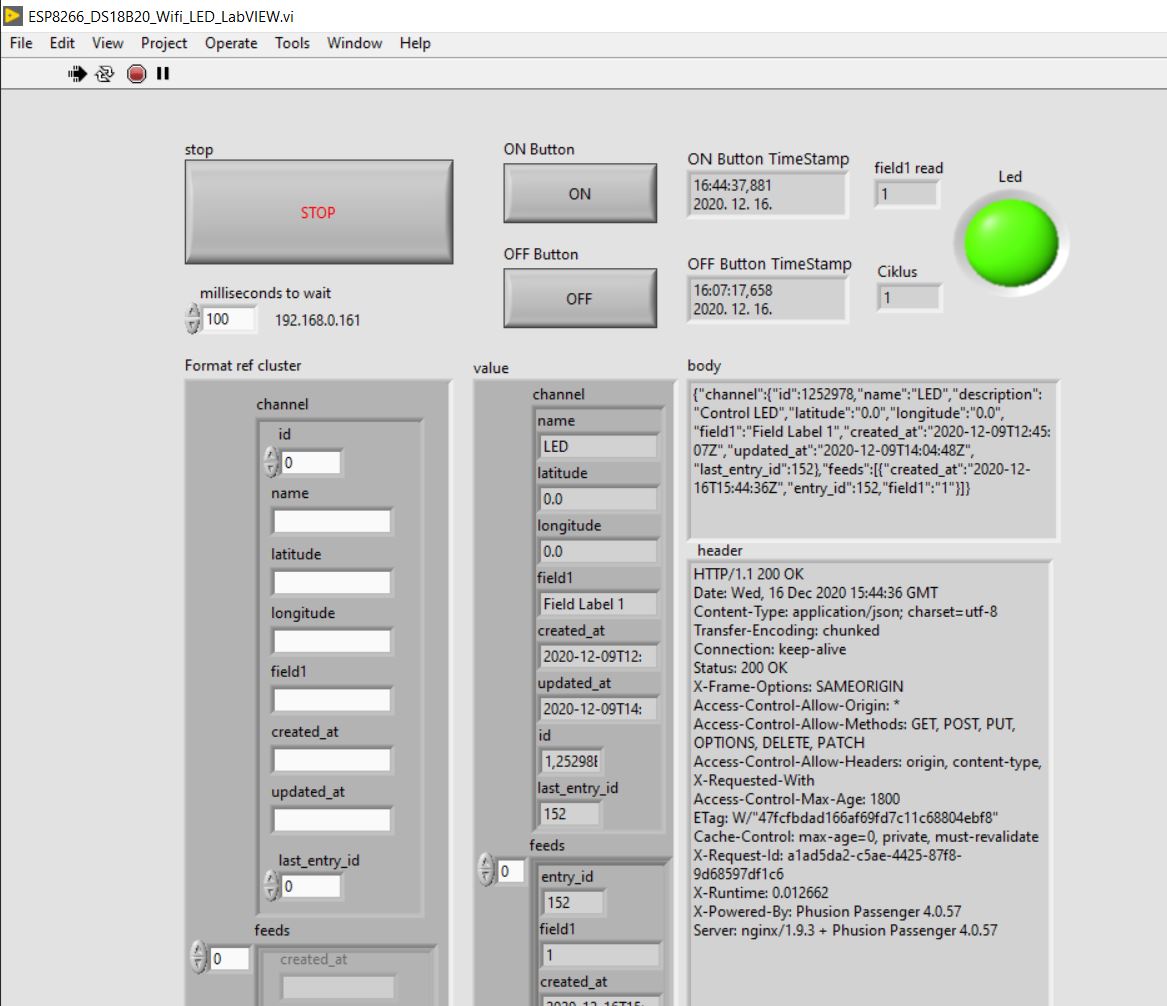 ESP8266_DS18B20_Wifi_LED_LabVIEW.vi
File Edit View Project Operate Tools Window Help
stop
STOP
milliseconds to wait
100
192.168.0.161
ON Button
ON
OFF Button
OFF
ON Button TimeStamp
16:44:37,881
2020. 12. 16.
OFF Button TimeStamp
16:07:17,658
2020. 12. 16.
field1 read
1
Ciklus
1
Led
Format ref cluster
channel
id
0
name
latitude
longitude
field1
created_at
updated_at
last_entry_id
0
feeds
0
created_at
value
channel
name
LED
latitude
0.0
longitude
0.0
field1
Field Label 1
created_at
2020-12-09T12:
updated_at
2020-12-09T14:
id
1,25298
last_entry_id
152
feeds
0
entry_id
152
field1
1
created_at
2020-12-16T15:
body
{"channel":{"id":1252978,"name":"LED","description":
"Control LED","latitude":"0.0","longitude":"0.0",
"field1":"Field Label 1","created_at":"2020-12-09T12:45:
07Z","updated_at":"2020-12-09T14:04:48Z",
"last_entry_id":152},"feeds":[{"created_at":"2020-12-
16T15:44:36Z","entry_id":152,"field1":"1"}]}
header
HTTP/1.1 200 OK
Date: Wed, 16 Dec 2020 15:44:36 GMT
Content-Type: application/json; charset=utf-8
Transfer-Encoding: chunked
Connection: keep-alive
Status: 200 OK
X-Frame-Options: SAMEORIGIN
Access-Control-Allow-Origin: *
Access-Control-Allow-Methods: GET, POST, PUT,
OPTIONS, DELETE, PATCH
Access-Control-Allow-Headers: origin, content-type,
X-Requested-With
Access-Control-Max-Age: 1800
ETag: W/"47fcfbdad166af69fd7c11c68804ebf8"
Cache-Control: max-age=0, private, must-revalidate
X-Request-Id: a1ad5da2-c5ae-4425-87f8-
9d68597df1c6
X-Runtime: 0.012662
X-Powered-By: Phusion Passenger 4.0.57
Server: nginx/1.9.3 + Phusion Passenger 4.0.57